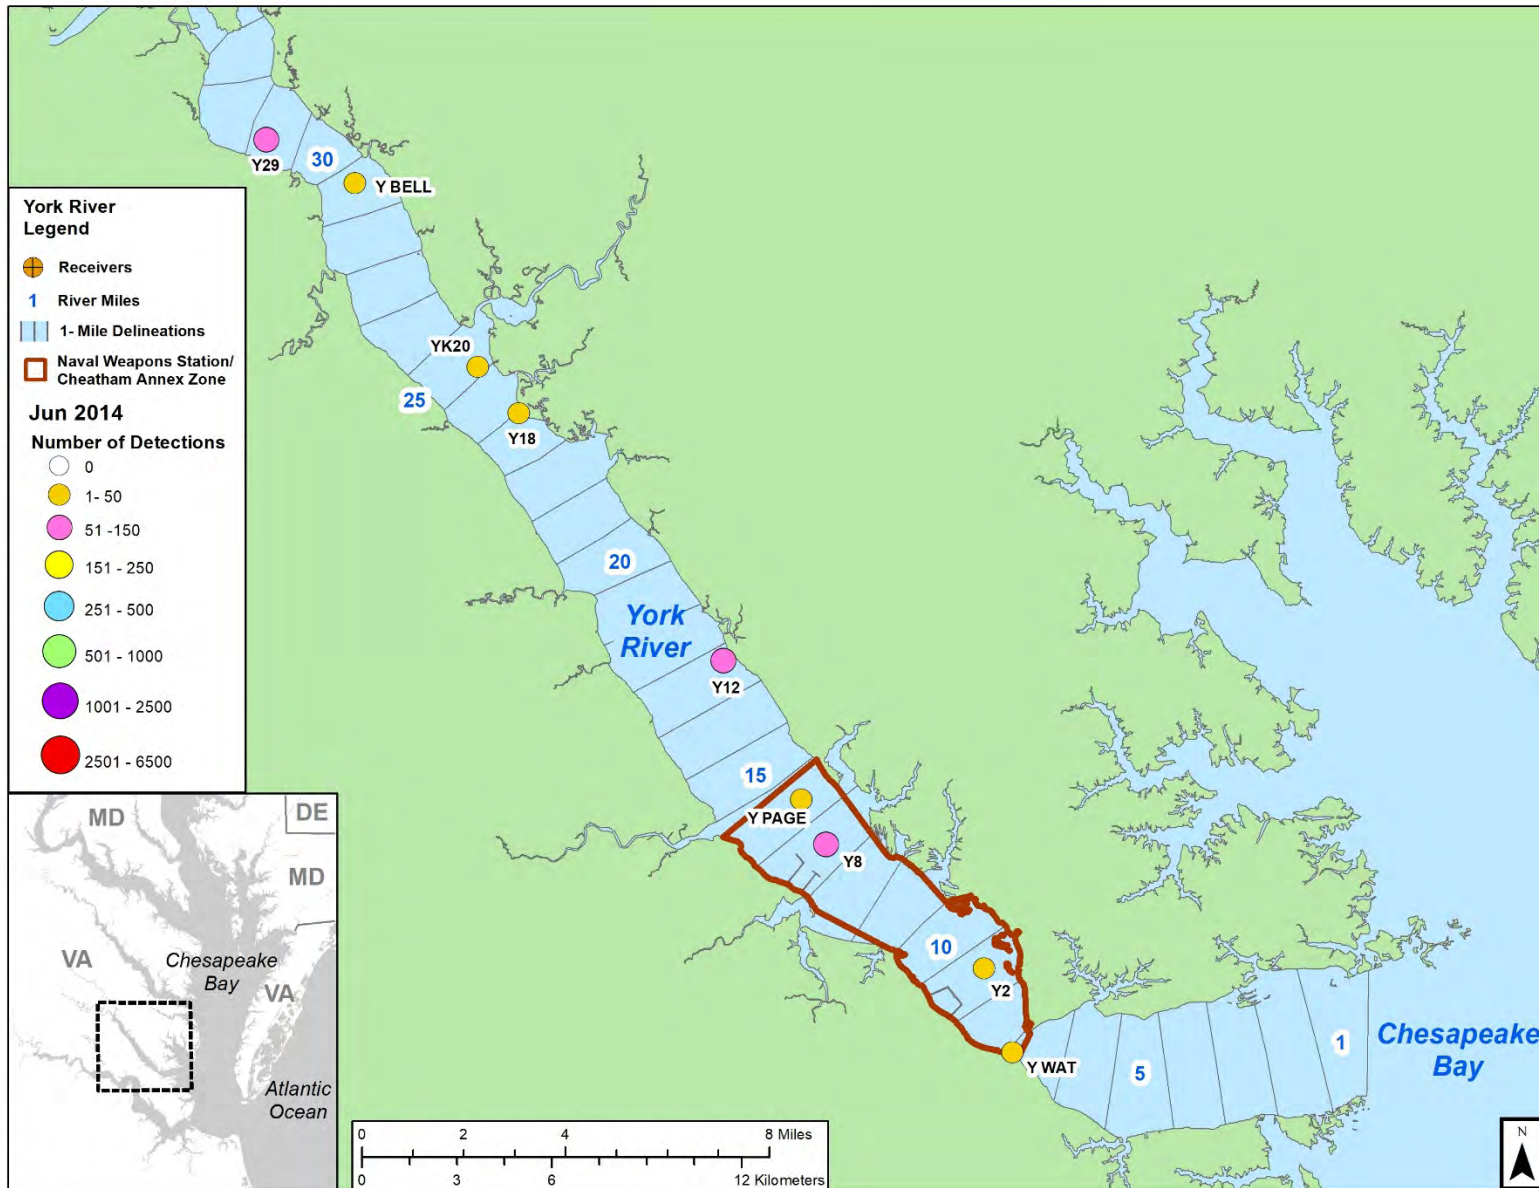 Y29
30
Y BELL
YK20
25
Y18
20
York
River
Y12
15
Y PAGE
Y8
10
Y2
Y WAT
5
1
Chesapeake
Bay
York River
Legend
Receivers
1 River Miles
1- Mile Delineations
Naval Weapons Station/
Cheatham Annex Zone
Jun 2014
Number of Detections
0
1- 50
51 -150
151 - 250
251 - 500
501 - 1000
1001 - 2500
2501 - 6500
MD
DE
MD
VA
Chesapeake
Bay
VA
Atlantic
Ocean
0 2 4 8 Miles
0 3 6 12 Kilometers
N